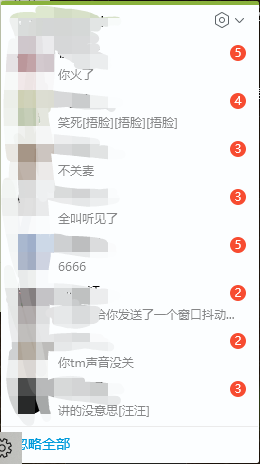 5
你火了
4
笑死[捂脸][捂脸][捂脸]
3
不关麦
3
全叫听见了
5
6666
2
给你发送了一个窗口抖动...
2
你tm声音没关
3
讲的没意思[汪汪]
忽略全部